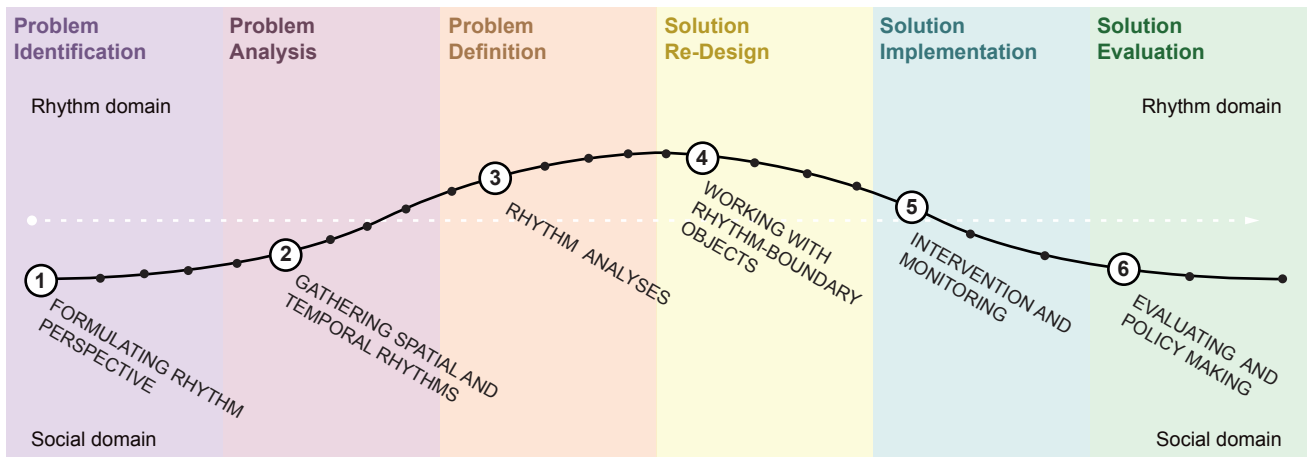 Problem
Identification
Problem
Analysis
Problem
Definition
Solution
Re-Design
Solution
Implementation
Solution
Evaluation
Rhythm domain
Rhythm domain
1
FORMULATING RHYTHM
PERSPECTIVE
2
GATHERING SPATIAL AND
TEMPORAL RHYTHMS
3
RHYTHM ANALYSES
4
WORKING WITH
RHYTHM-BOUNDARY
OBJECTS
5
INTERVENTION AND
MONITORING
6
EVALUATING AND
POLICY MAKING
Social domain
Social domain